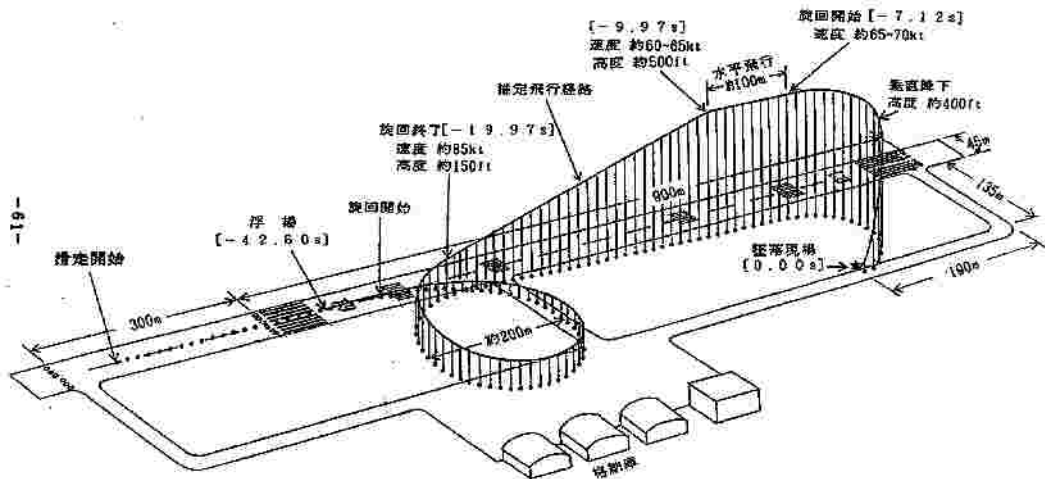 [-9.97s]
速度 約60~65kt
高度 約500ft
旋回開始 [-7.12s]
速度 約65~70kt
水平飛行
約100m
垂直降下
高度 約400ft
推定飛行経路
旋回終了[-19.97s]
速度 約85kt
高度 約150ft
旋回開始
浮揚
[-42.60s]
滑走開始
300m
900m
45m
135m
190m
墜落現場
[0.00s]
約200m
格納庫
-61-